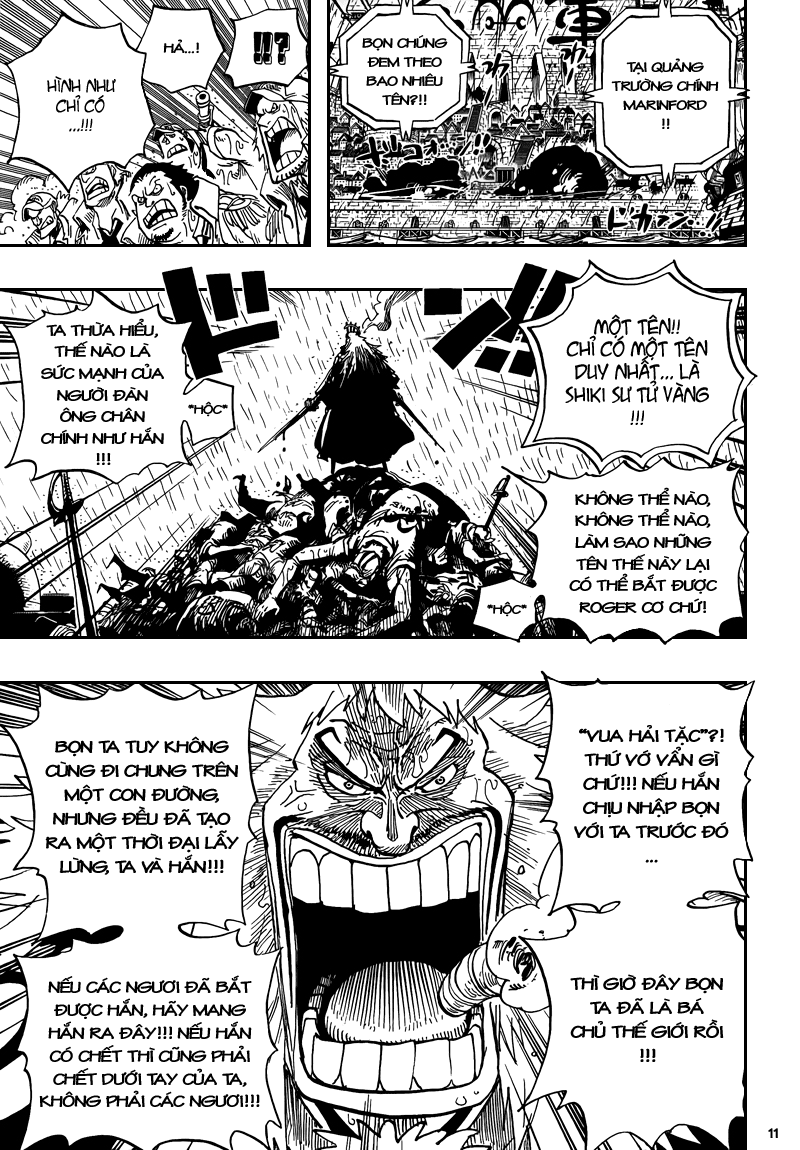 TẠI QUẢNG
TRƯỜNG CHÍNH
MARINFORD
!!
BỌN CHÚNG
ĐEM THEO
BAO NHIÊU
TÊN?!!
軍
ドカァン..!!
!!?
HẢ...!
HÌNH NHƯ
CHỈ CÓ
...!!!
MỘT TÊN!!
CHỈ CÓ MỘT TÊN
DUY NHẤT... LÀ
SHIKI SƯ TỬ VÀNG
!!!
ドン
KHÔNG THỂ NÀO,
KHÔNG THỂ NÀO,
LÀM SAO NHỮNG
TÊN THẾ NÀY LẠI
CÓ THỂ BẮT ĐƯỢC
ROGER CƠ CHỨ!
*HỘC*
TA THỪA HIỂU,
THẾ NÀO LÀ
SỨC MẠNH CỦA
NGƯỜI ĐÀN
ÔNG CHÂN
CHÍNH NHƯ HẮN
!!!
*HỘC*
“VUA HẢI TẶC”?!
THỨ VỚ VẨN GÌ
CHỨ!!! NẾU HẮN
CHỊU NHẬP BỌN
VỚI TA TRƯỚC ĐÓ
...
THÌ GIỜ ĐÂY BỌN
TA ĐÃ LÀ BÁ
CHỦ THẾ GIỚI RỒI
!!!
BỌN TA TUY KHÔNG
CÙNG ĐI CHUNG TRÊN
MỘT CON ĐƯỜNG,
NHƯNG ĐỀU ĐÃ TẠO
RA MỘT THỜI ĐẠI LẪY
LỪNG, TA VÀ HẮN!!!
NẾU CÁC NGƯƠI ĐÃ BẮT
ĐƯỢC HẮN, HÃY MANG
HẮN RA ĐÂY!!! NẾU HẮN
CÓ CHẾT THÌ CŨNG PHẢI
CHẾT DƯỚI TAY CỦA TA,
KHÔNG PHẢI CÁC NGƯƠI!!!
11